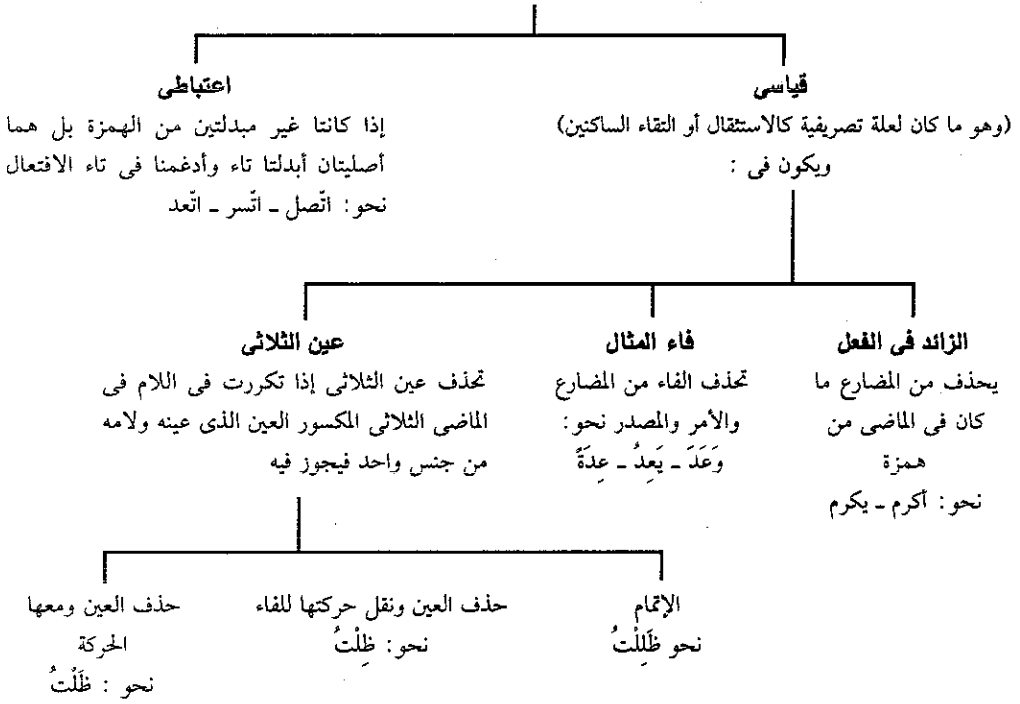 قياسى
(وهو ما كان لعلة تصريفية كالاستثقال أو التقاء الساكنين)
ويكون فى :
اعتباطى
إذا كانتا غير مبدلتين من الهمزة بل هما
أصليتان أبدلتا تاء وأدغمنا فى تاء الافتعال
نحو: اتّصل ـ اتّسر ـ اتّعد
الزائد فى الفعل
يحذف من المضارع ما
كان فى الماضى من
همزة
نحو: أكرم ـ يكرم
فاء المثال
تحذف الفاء من المضارع
والأمر والمصدر نحو:
وَعَدَ ـ يَعِدُ ـ عِدَةً
عين الثلاثى
تحذف عين الثلاثى إذا تكررت فى اللام فى
الماضى الثلاثى المكسور العين الذى عينه ولامه
من جنس واحد فيجوز فيه
الإتمام
نحو ظَلِلْتُ
حذف العين ونقل حركتها للفاء
نحو: ظِلْتُ
حذف العين ومعها
الحركة
نحو : ظَلْتُ